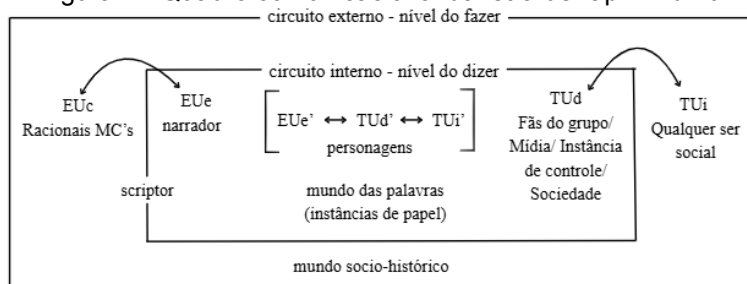 circuito externo - nível do fazer
circuito interno - nível do dizer
EUc
Racionais MC's
EUe
narrador
EUe’ ↔ TUd’ ↔ TUi’
personagens
TUd
Fãs do grupo/
Mídia/ Instância
de controle/
Sociedade
TUi
Qualquer ser
social
scriptor
mundo das palavras
(instâncias de papel)
mundo socio-histórico